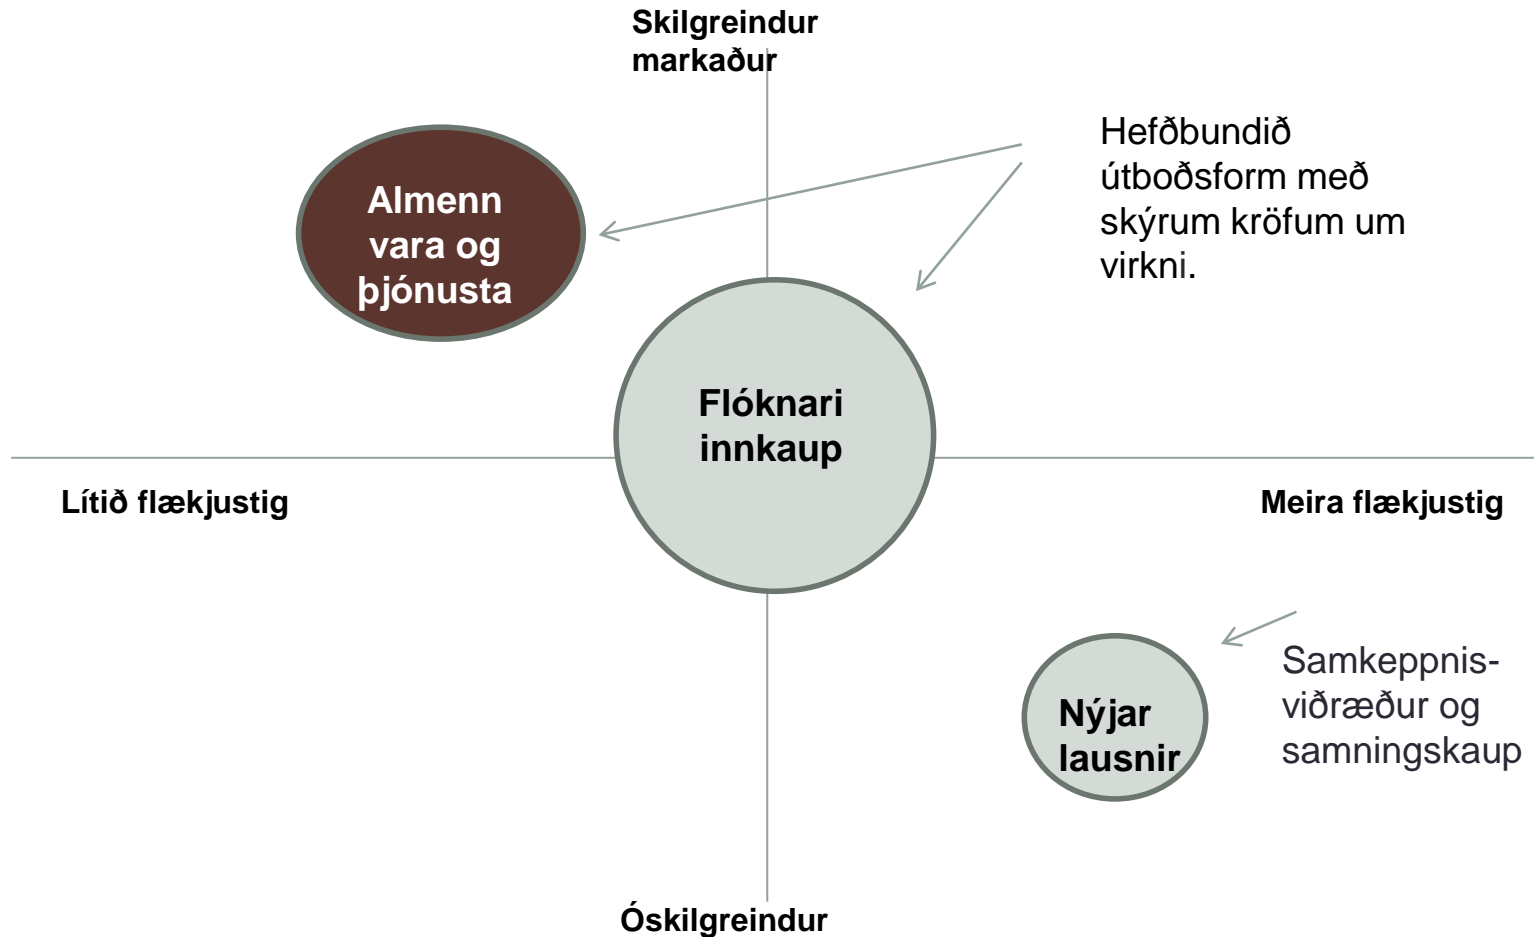 Skilgreindur
markaður
Hefðbundið
útboðsform með
skýrum kröfum um
virkni.
Almenn
vara og
þjónusta
Flóknari
innkaup
Lítið flækjustig
Meira flækjustig
Samkeppnis-
viðræður og
samningskaup
Nýjar
lausnir
Óskilgreindur